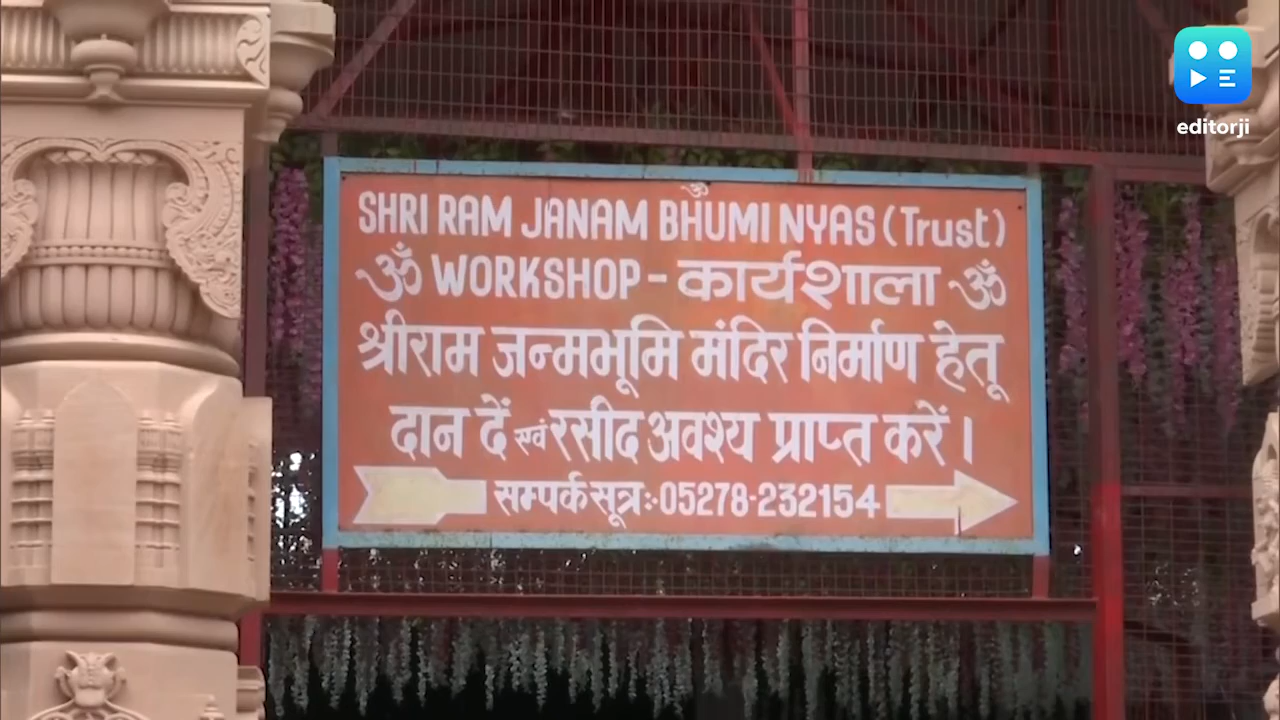 ॐ
SHRI RAM JANAM BHUMI NYAS (Trust)
ॐ WORKSHOP - कार्यशाला ॐ
श्रीराम जन्मभूमि मंदिर निर्माण हेतू
दान दें एवं रसीद अवश्य प्राप्त करें।
सम्पर्क सूत्र :- 05278-232154
editorji